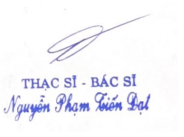 THẠC SĨ - BÁC SĨ
Nguyễn Phạm Tiến Đạt